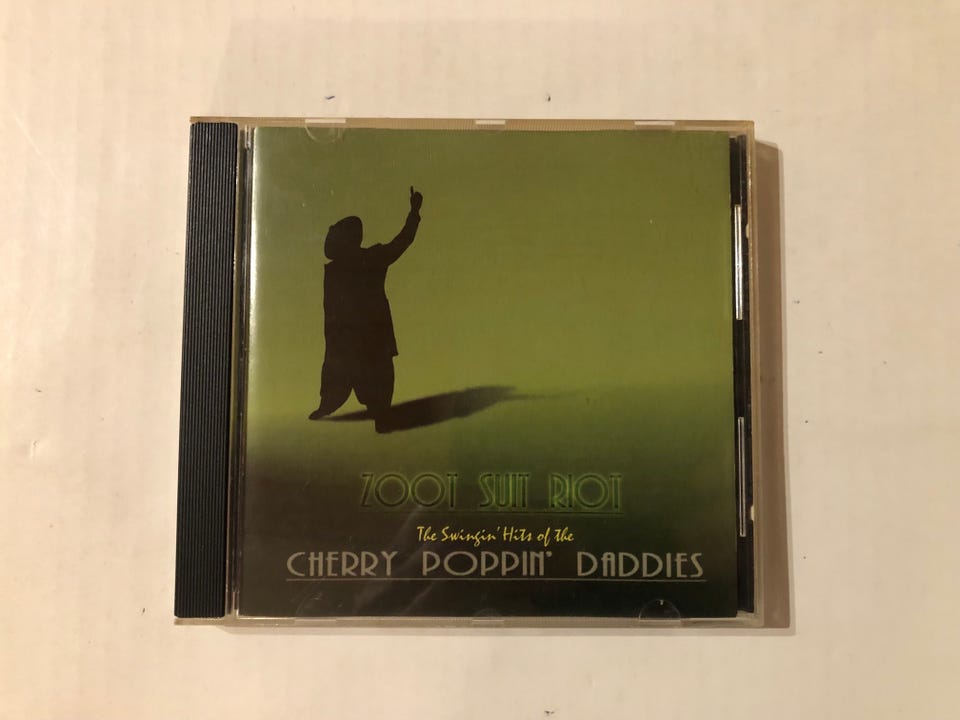 ZOOT SUIT RIOT
The Swingin' Hits of the
CHERRY POPPIN' DADDIES